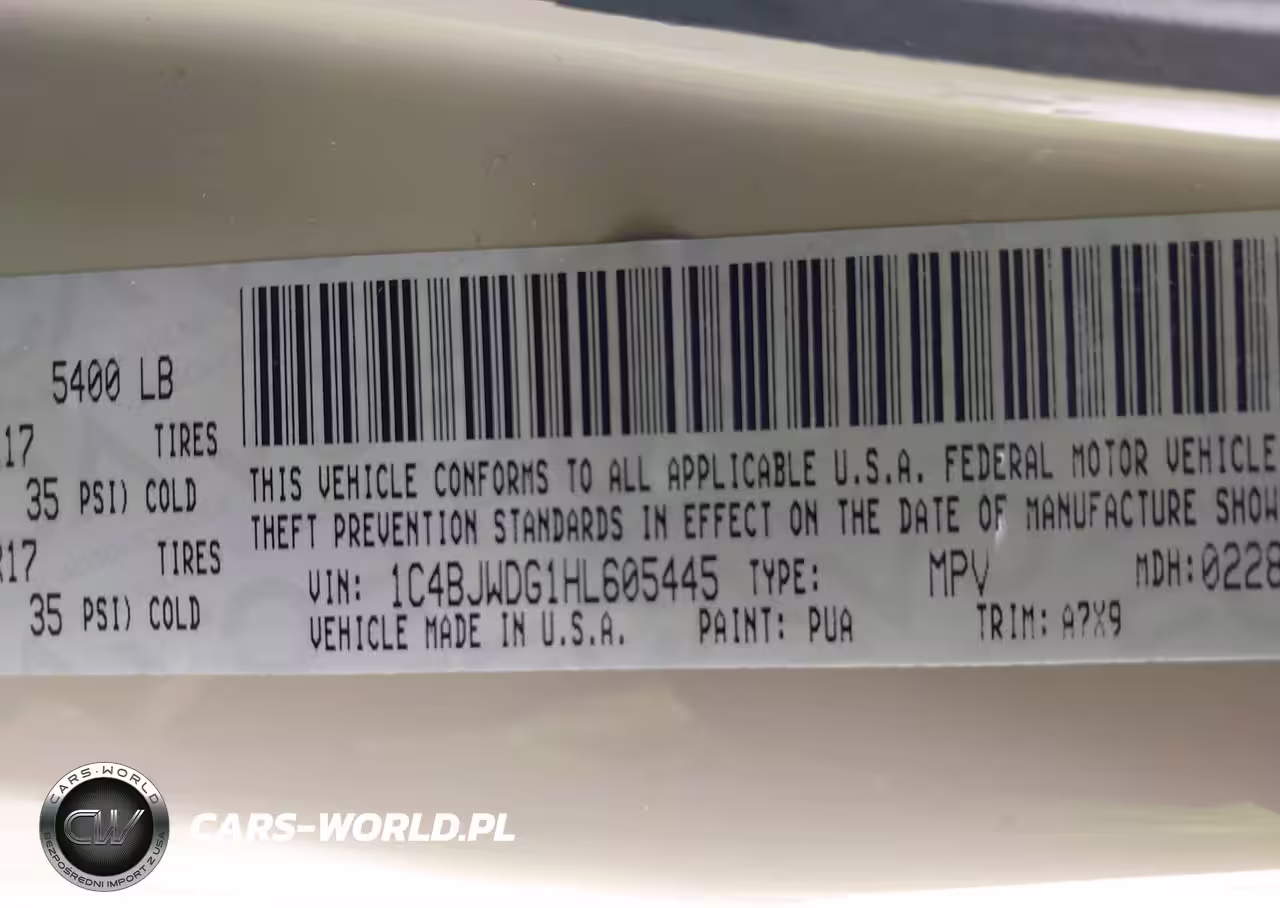 5400 LB
R17 TIRES
35 PSI) COLD
R17 TIRES
35 PSI) COLD
THIS VEHICLE CONFORMS TO ALL APPLICABLE U.S.A. FEDERAL MOTOR VEHICLE
THEFT PREVENTION STANDARDS IN EFFECT ON THE DATE OF MANUFACTURE SHOW
VIN: 1C4BJWDG1HL605445 TYPE: MPV MDH: 0228
VEHICLE MADE IN U.S.A. PAINT: PUA TRIM: A7X9
CARS-WORLD
CW
BEZPOŚREDNI IMPORT Z USA
CARS-WORLD.PL